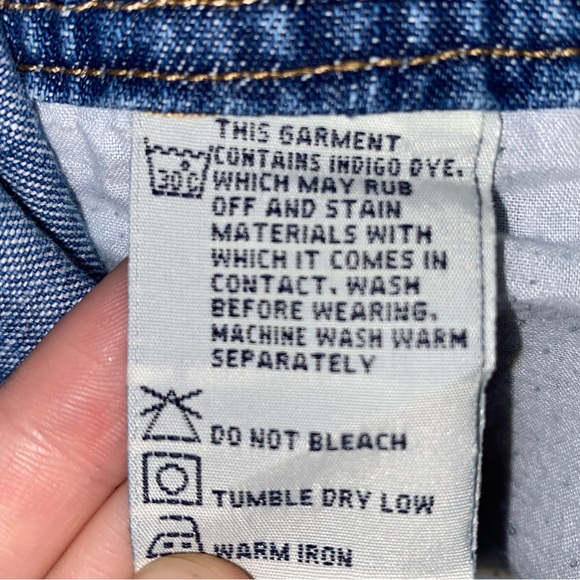 THIS GARMENT
CONTAINS INDIGO DYE.
30C WHICH MAY RUB
OFF AND STAIN
MATERIALS WITH
WHICH IT COMES IN
CONTACT. WASH
BEFORE WEARING.
MACHINE WASH WARM
SEPARATELY
DO NOT BLEACH
TUMBLE DRY LOW
WARM IRON